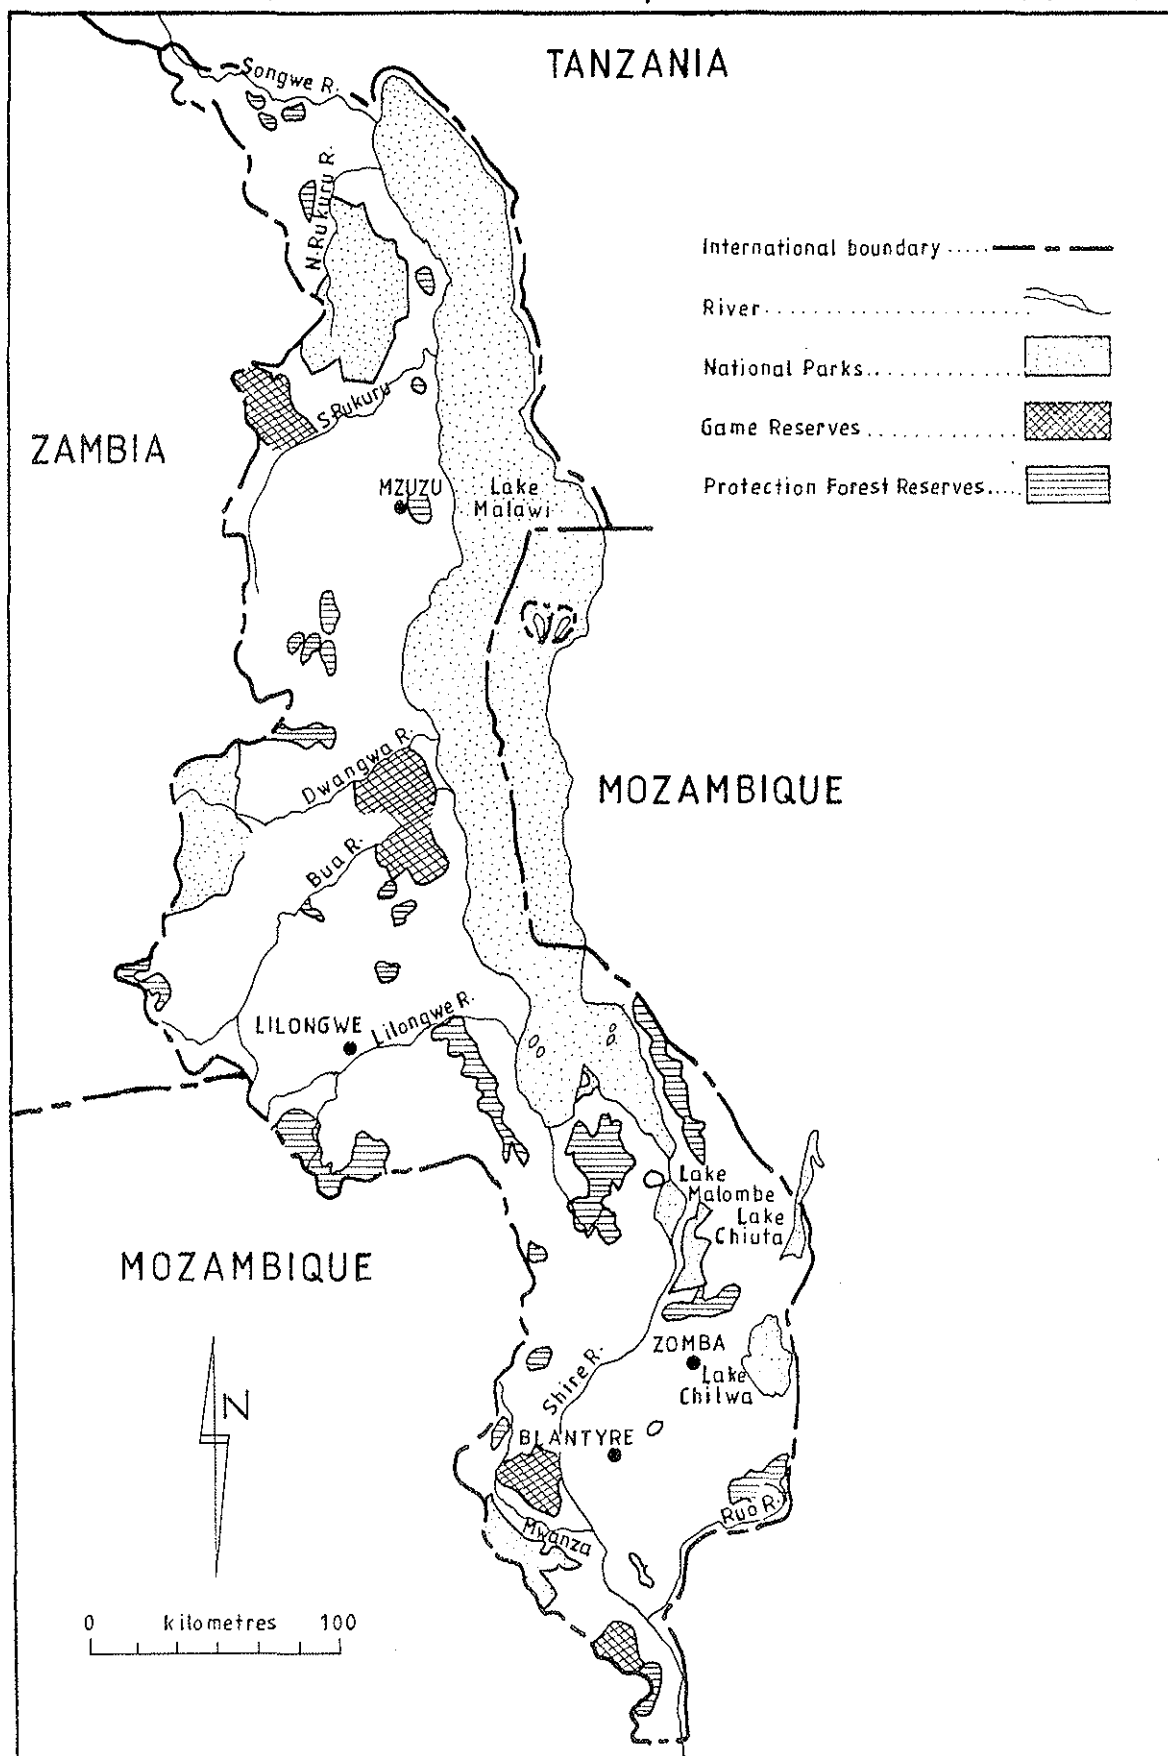 TANZANIA
Songwe R.
N. Rukuru R.
International boundary .....
River ..............
National Parks ............
Game Reserves ............
Protection Forest Reserves....
ZAMBIA
S. Rukuru
MZUZU
Lake
Malawi
Dwangwa R.
MOZAMBIQUE
Bua R.
LILONGWE
Lilongwe R.
Lake
Malombe
Lake
Chiuta
MOZAMBIQUE
ZOMBA
Lake
Chilwa
Shire R.
N
BLANTYRE
Ruo R.
Mwanza
0 kilometres 100